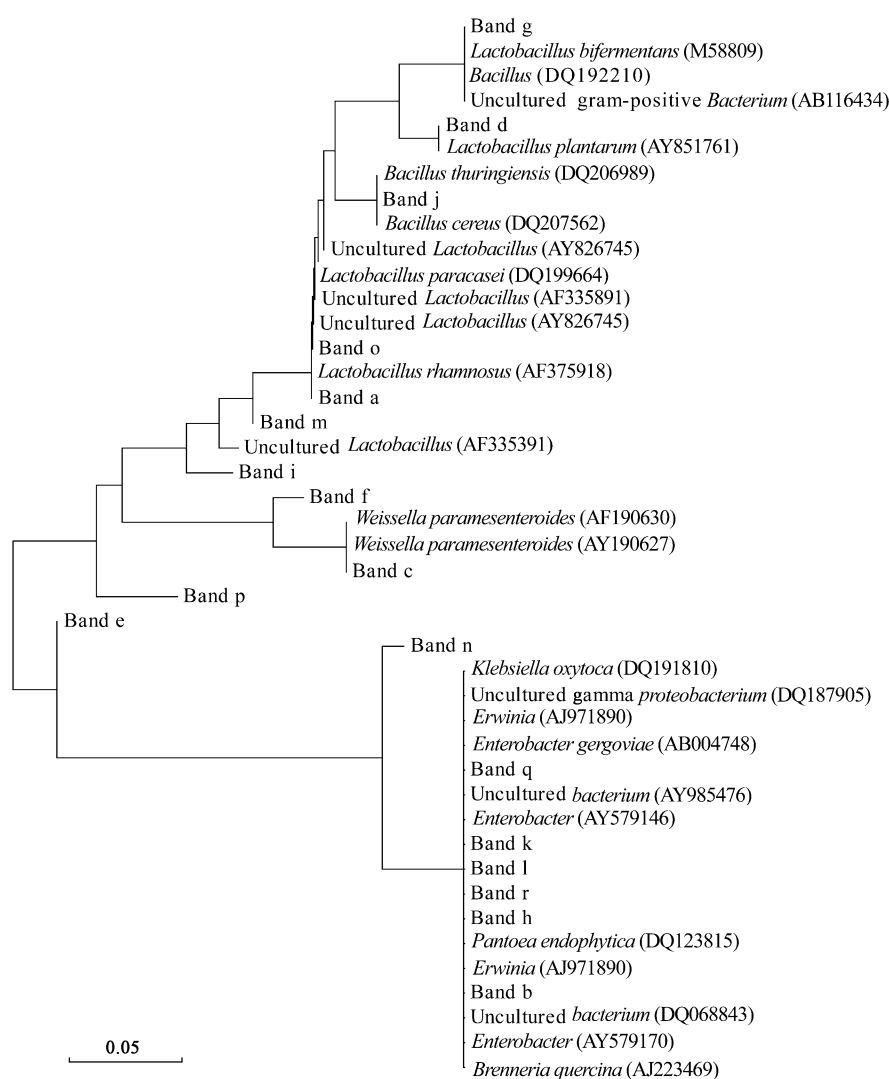 Band g
Lactobacillus bifermentans (M58809)
Bacillus (DQ192210)
Uncultured gram-positive Bacterium (AB116434)
Band d
Lactobacillus plantarum (AY851761)
Bacillus thuringiensis (DQ206989)
Band j
Bacillus cereus (DQ207562)
Uncultured Lactobacillus (AY826745)
Lactobacillus paracasei (DQ199664)
Uncultured Lactobacillus (AF335891)
Uncultured Lactobacillus (AY826745)
Band o
Lactobacillus rhamnosus (AF375918)
Band a
Band m
Uncultured Lactobacillus (AF335391)
Band i
Band f
Weissella paramesenteroides (AF190630)
Weissella paramesenteroides (AY190627)
Band c
Band p
Band e
Band n
Klebsiella oxytoca (DQ191810)
Uncultured gamma proteobacterium (DQ187905)
Erwinia (AJ971890)
Enterobacter gergoviae (AB004748)
Band q
Uncultured bacterium (AY985476)
Enterobacter (AY579146)
Band k
Band l
Band r
Band h
Pantoea endophytica (DQ123815)
Erwinia (AJ971890)
Band b
Uncultured bacterium (DQ068843)
Enterobacter (AY579170)
Brenneria quercina (AJ223469)
0.05